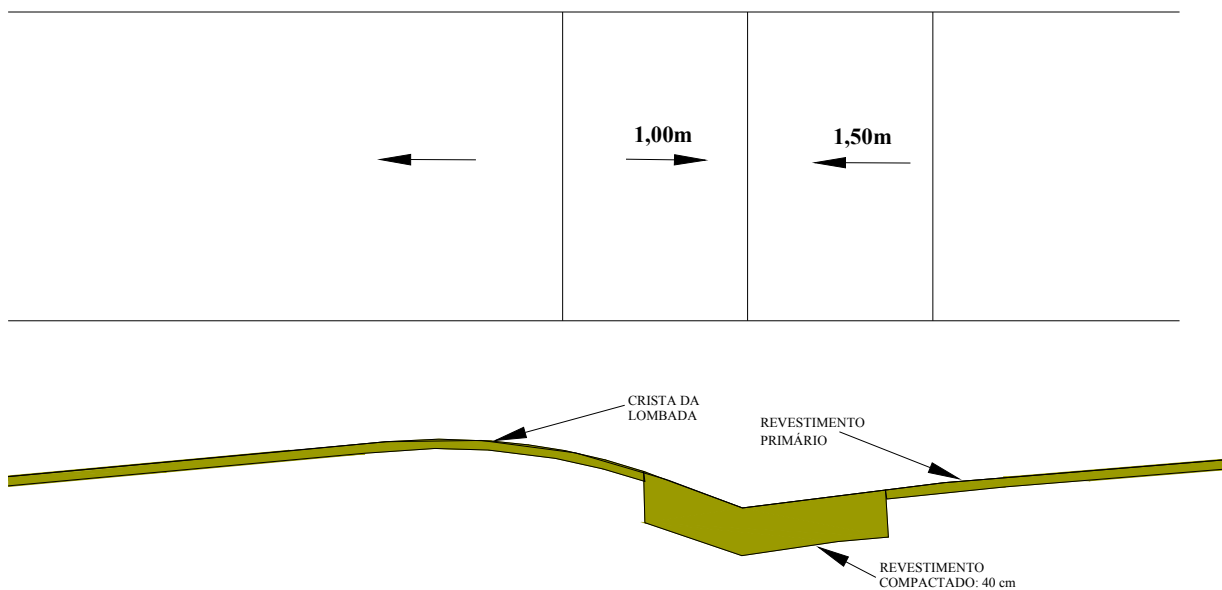 1,00m
1,50m
CRISTA DA
LOMBADA
REVESTIMENTO
PRIMÁRIO
REVESTIMENTO
COMPACTADO: 40 cm